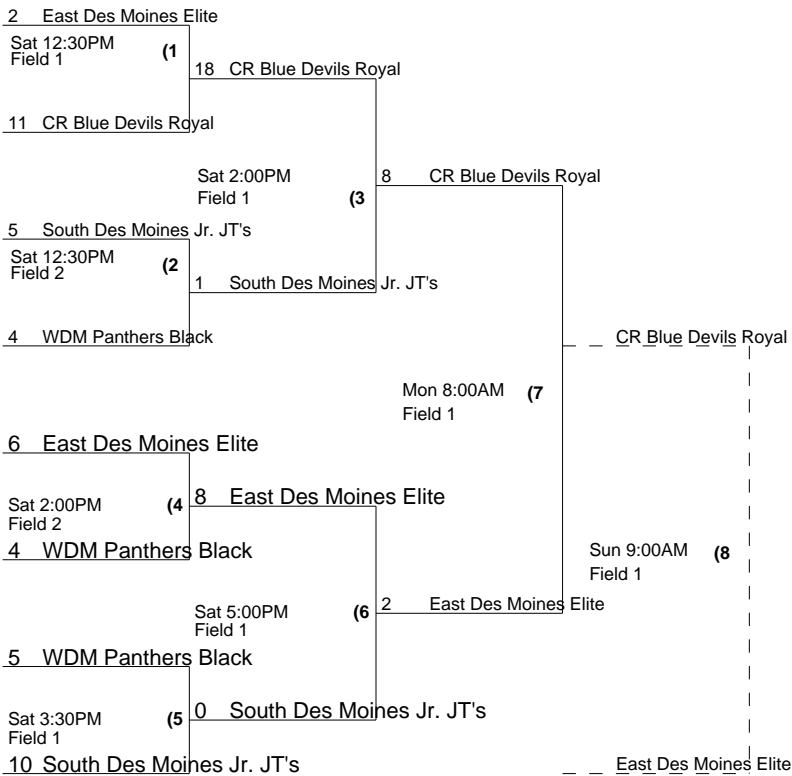 2 East Des Moines Elite
Sat 12:30PM
Field 1
(1
18 CR Blue Devils Royal
11 CR Blue Devils Royal
Sat 2:00PM
Field 1
(3
8 CR Blue Devils Royal
5 South Des Moines Jr. JT's
Sat 12:30PM
Field 2
(2
1 South Des Moines Jr. JT's
4 WDM Panthers Black
CR Blue Devils Royal
Mon 8:00AM
Field 1
(7
6 East Des Moines Elite
Sat 2:00PM
Field 2
(4
8 East Des Moines Elite
4 WDM Panthers Black
Sun 9:00AM
Field 1
(8
Sat 5:00PM
Field 1
(6
2 East Des Moines Elite
5 WDM Panthers Black
Sat 3:30PM
Field 1
(5
0 South Des Moines Jr. JT's
10 South Des Moines Jr. JT's
East Des Moines Elite